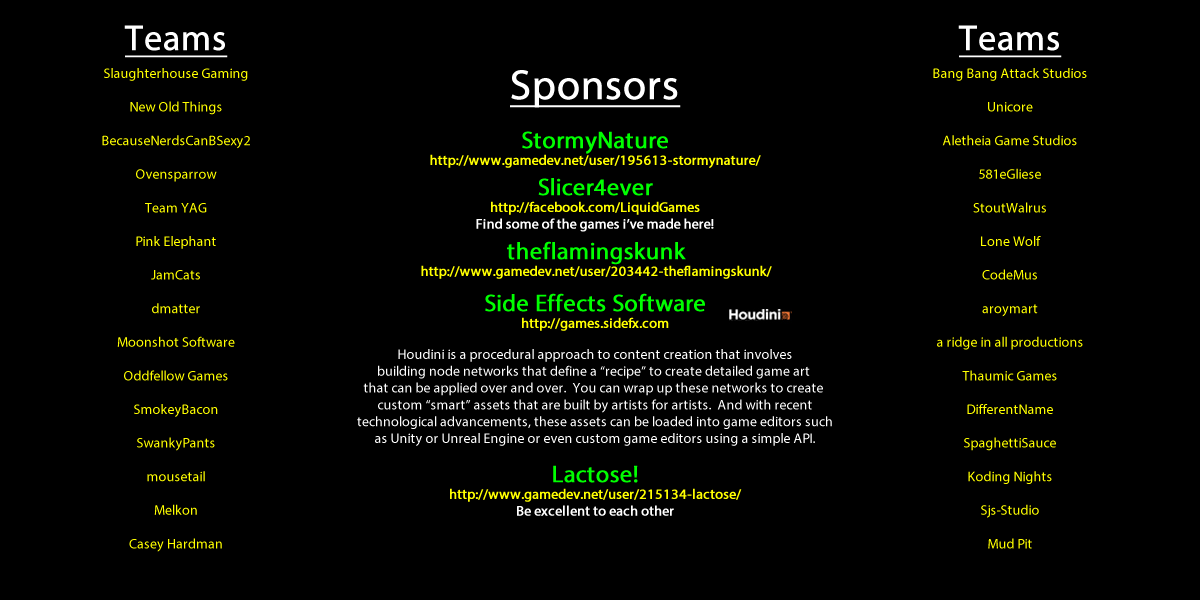 Teams
Slaughterhouse Gaming
New Old Things
BecauseNerdsCanBSexy2
Ovensparrow
Team YAG
Pink Elephant
JamCats
dmatter
Moonshot Software
Oddfellow Games
SmokeyBacon
SwankyPants
mousetail
Melkon
Casey Hardman
Sponsors
StormyNature
http://www.gamedev.net/user/195613-stormynature/
Slicer4ever
http://facebook.com/LiquidGames
Find some of the games i’ve made here!
theflamingskunk
http://www.gamedev.net/user/203442-theflamingskunk/
Side Effects Software
http://games.sidefx.com
Houdini
Houdini is a procedural approach to content creation that involves
building node networks that define a “recipe” to create detailed game art
that can be applied over and over.  You can wrap up these networks to create
custom “smart” assets that are built by artists for artists.  And with recent
technological advancements, these assets can be loaded into game editors such
as Unity or Unreal Engine or even custom game editors using a simple API.
Lactose!
http://www.gamedev.net/user/215134-lactose/
Be excellent to each other
Teams
Bang Bang Attack Studios
Unicore
Aletheia Game Studios
581eGliese
StoutWalrus
Lone Wolf
CodeMus
aroymart
a ridge in all productions
Thaumic Games
DifferentName
SpaghettiSauce
Koding Nights
Sjs-Studio
Mud Pit